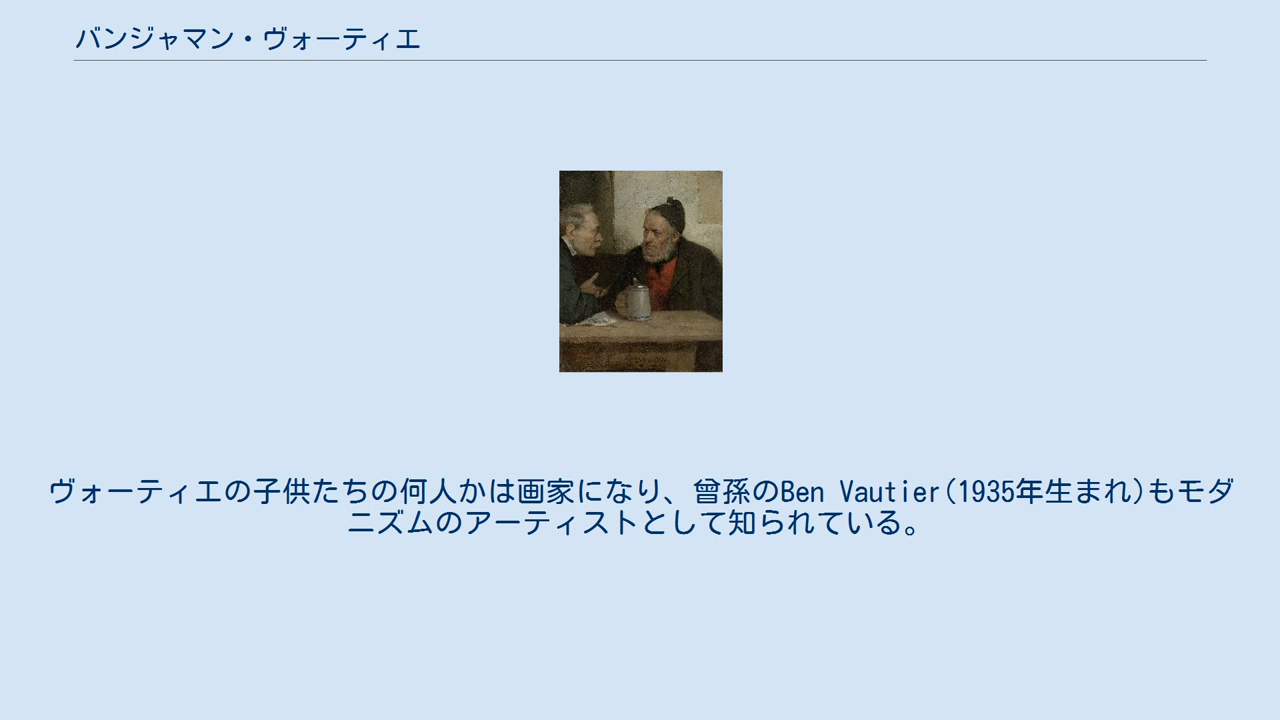 バンジャマン・ヴォーティエ
ヴォーティエの子供たちの何人かは画家になり、曾孫のBen Vautier(1935年生まれ)もモダ
ニズムのアーティストとして知られている。